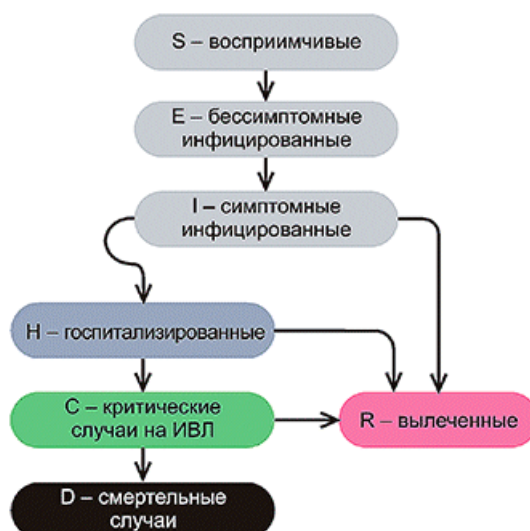 S – восприимчивые
E – бессимптомные
инфицированные
I – симптомные
инфицированные
H – госпитализированные
C – критические
случаи на ИВЛ
R – вылеченные
D – смертельные
случаи